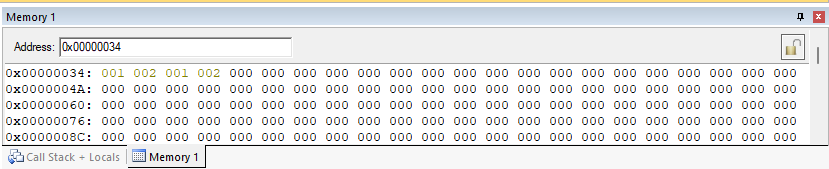 Memory 1
Address: 0x00000034
0x00000034: 001 002 001 002 000 000 000 000 000 000 000 000 000 000 000 000 000 000 000 000 000 000
0x0000004A: 000 000 000 000 000 000 000 000 000 000 000 000 000 000 000 000 000 000 000 000 000 000
0x00000060: 000 000 000 000 000 000 000 000 000 000 000 000 000 000 000 000 000 000 000 000 000 000
0x00000076: 000 000 000 000 000 000 000 000 000 000 000 000 000 000 000 000 000 000 000 000 000 000
0x0000008C: 000 000 000 000 000 000 000 000 000 000 000 000 000 000 000 000 000 000 000 000 000 000
Call Stack + Locals Memory 1